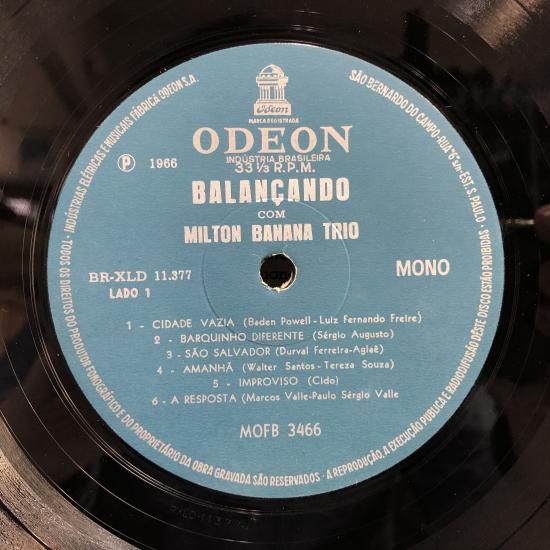 Odeon
MARCA REGISTRADA
ODEON
INDÚSTRIA BRASILEIRA
33 1/3 R.P.M.
Ⓟ 1966
BALANÇANDO
COM
MILTON BANANA TRIO
BR-XLD 11.377
LADO 1
MONO
1 - CIDADE VAZIA (Baden Powell - Luiz Fernando Freire)
2 - BARQUINHO DIFERENTE (Sérgio Augusto)
3 - SÃO SALVADOR (Durval Ferreira-Aglaê)
4 - AMANHÃ (Walter Santos - Tereza Souza)
5 - IMPROVISO (Cido)
6 - A RESPOSTA (Marcos Valle-Paulo Sérgio Valle
MOFB 3466
INDÚSTRIAS ELÉTRICAS E MUSICAIS FÁBRICA ODEON S.A.
SÃO BERNARDO DO CAMPO-RUA "6" s/n-EST. S. PAULO
TODOS OS DIREITOS DO PRODUTOR FONOGRÁFICO E DO PROPRIETÁRIO DA OBRA GRAVADA SÃO RESERVADOS. A REPRODUÇÃO, A EXECUÇÃO PÚBLICA E RADIODIFUSÃO DESTE DISCO ESTÃO PROIBIDAS